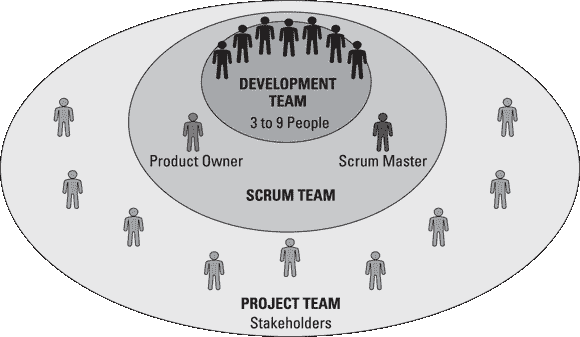 DEVELOPMENT
TEAM
3 to 9 People
Product Owner
Scrum Master
SCRUM TEAM
PROJECT TEAM
Stakeholders